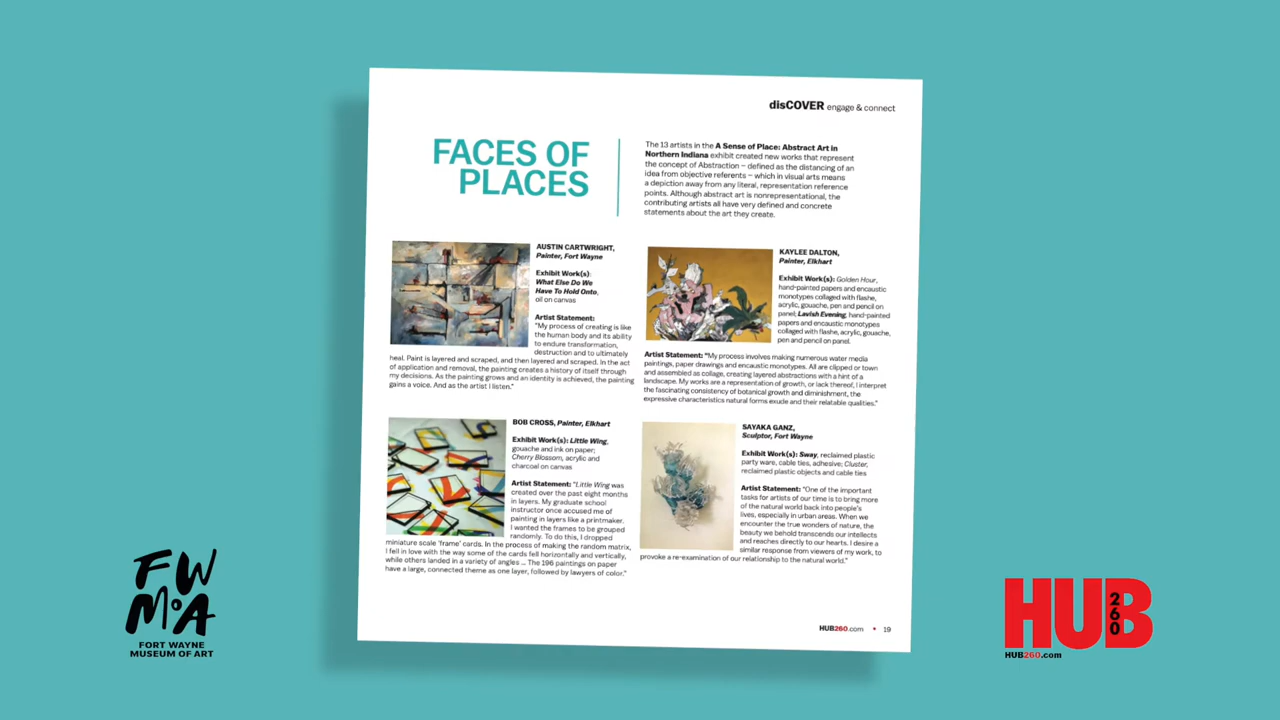 disCOVER engage & connect
FACES OF
PLACES
The 13 artists in the A Sense of Place: Abstract Art in
Northern Indiana exhibit created new works that represent
the concept of Abstraction – defined as the distancing of an
idea from objective referents – which in visual arts means
a depiction away from any literal, representation reference
points. Although abstract art is nonrepresentational, the
contributing artists all have very defined and concrete
statements about the art they create.
AUSTIN CARTWRIGHT,
Painter, Fort Wayne
Exhibit Work(s):
What Else Do We
Have To Hold Onto,
oil on canvas
Artist Statement:
"My process of creating is like
the human body and its ability
to endure transformation,
destruction and to ultimately
heal. Paint is layered and scraped, and then layered and scraped. In the act
of application and removal, the painting creates a history of itself through
my decisions. As the painting grows and an identity is achieved, the painting
gains a voice. And as the artist I listen."
KAYLEE DALTON,
Painter, Elkhart
Exhibit Work(s): Golden Hour,
hand-painted papers and encaustic
monotypes collaged with flashe,
acrylic, gouache, pen and pencil on
panel; Lavish Evening; hand-painted
papers and encaustic monotypes
collaged with flashe, acrylic, gouache,
pen and pencil on panel.
Artist Statement: "My process involves making numerous water media
paintings, paper drawings and encaustic monotypes. All are clipped or town
and assembled as collage, creating layered abstractions with a hint of a
landscape. My works are a representation of growth, or lack thereof, I interpret
the fascinating consistency of botanical growth and diminishment, the
expressive characteristics natural forms exude and their relatable qualities."
BOB CROSS, Painter, Elkhart
Exhibit Work(s): Little Wing,
gouache and ink on paper;
Cherry Blossom, acrylic and
charcoal on canvas
Artist Statement: "Little Wing was
created over the past eight months
in layers. My graduate school
instructor once accused me of
painting in layers like a printmaker.
I wanted the frames to be grouped
randomly. To do this, I dropped
miniature scale 'frame' cards. In the process of making the random matrix,
I fell in love with the way some of the cards fell horizontally and vertically,
while others landed in a variety of angles ... The 196 paintings on paper
have a large, connected theme as one layer, followed by lawyers of color."
SAYAKA GANZ,
Sculptor, Fort Wayne
Exhibit Work(s): Sway, reclaimed plastic
party ware, cable ties, adhesive; Cluster,
reclaimed plastic objects and cable ties
Artist Statement: "One of the important
tasks for artists of our time is to bring more
of the natural world back into people's
lives, especially in urban areas. When we
encounter the true wonders of nature, the
beauty we behold transcends our intellects
and reaches directly to our hearts. I desire a
similar response from viewers of my work, to
provoke a re-examination of our relationship to the natural world."
HUB260.com • 19
FW
MoA
FORT WAYNE
MUSEUM OF ART
HUB
260
HUB260.com